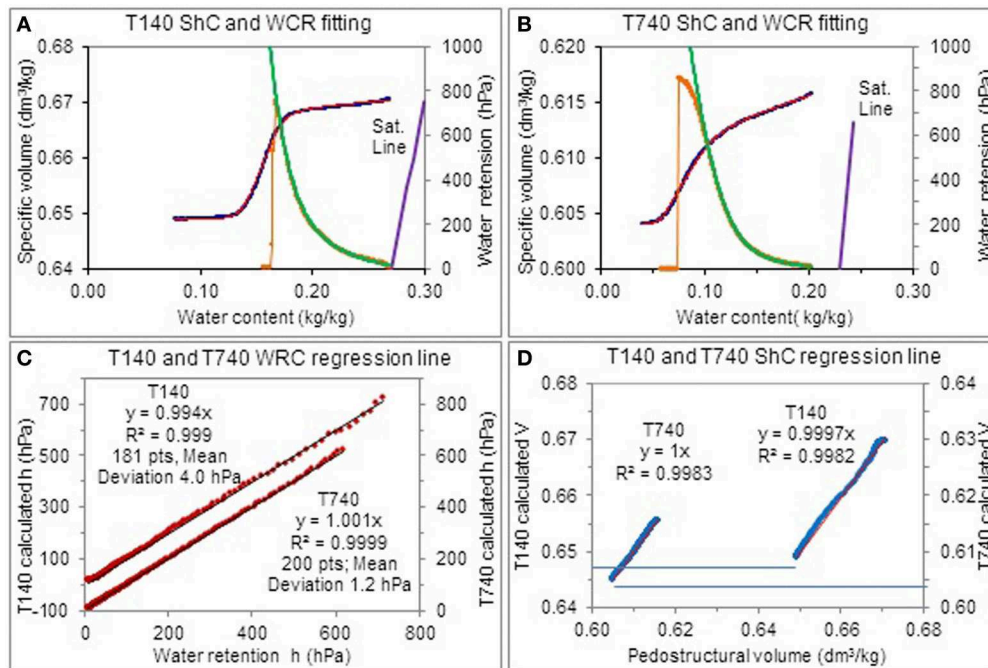 A
T140 ShC and WCR fitting
Specific volume (dm³/kg)
0.68
0.67
0.66
0.65
0.64
0.00
0.10
0.20
0.30
Water content (kg/kg)
1000
800
600
400
200
0
Water retension (hPa)
Sat.
Line
B
T740 ShC and WCR fitting
Specific volume (dm³/kg)
0.620
0.615
0.610
0.605
0.600
0.00
0.10
0.20
0.30
Water content( kg/kg)
1000
800
600
400
200
0
Water retension (hPa)
Sat.
Line
C
T140 and T740 WRC regression line
T140 calculated h (hPa)
700
500
300
100
-100
0
200
400
600
800
Water retention h (hPa)
800
600
400
200
0
T740 calculated h (hPa)
T140
y = 0.994x
R² = 0.999
181 pts, Mean
Deviation 4.0 hPa
T740
y = 1.001x
R² = 0.9999
200 pts; Mean
Deviation 1.2 hPa
D
T140 and T740 ShC regression line
T140 calculated V
0.68
0.67
0.66
0.65
0.64
0.60
0.62
0.64
0.66
0.68
Pedostructural volume (dm³/kg)
0.64
0.63
0.62
0.61
0.60
T740 calculated V
T740
y = 1x
R² = 0.9983
T140
y = 0.9997x
R² = 0.9982